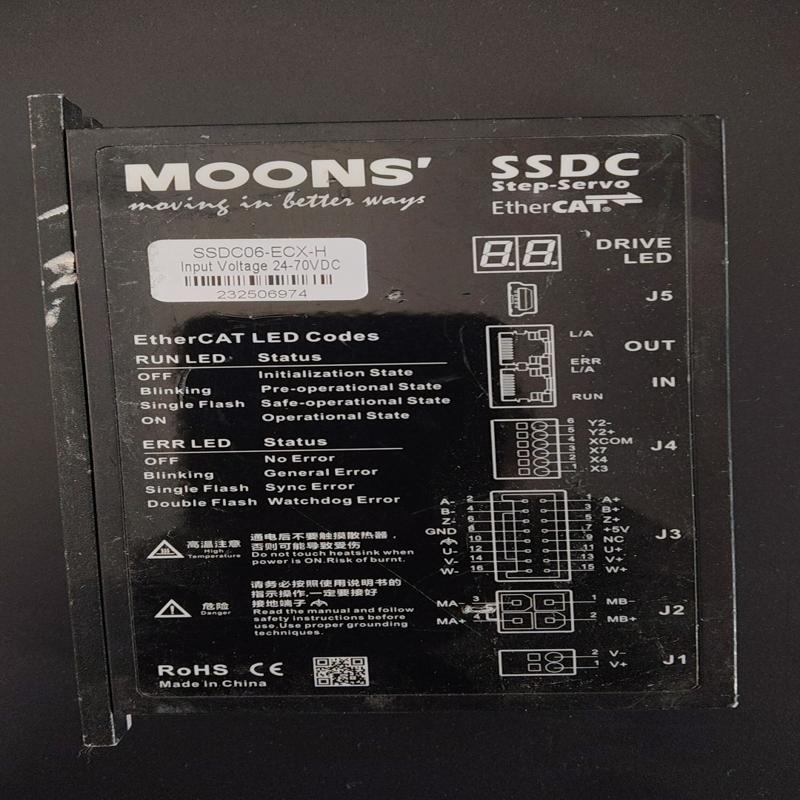 MOONS'
moving in better ways
SSDC
Step-Servo
EtherCAT®
SSDC06-ECX-H
Input Voltage 24-70VDC
232506974
88 DRIVE LED
J5
L/A OUT
ERR
L/A
IN
RUN
EtherCAT LED Codes
RUN LED Status
OFF Initialization State
Blinking Pre-operational State
Single Flash Safe-operational State
ON Operational State
ERR LED Status
OFF No Error
Blinking General Error
Single Flash Sync Error
Double Flash Watchdog Error
6 Y2-
5 Y2+
4 XCOM
3 X7
2 X4
1 X3
J4
A- 2 1 A+
B- 4 3 B+
Z- 6 5 Z+
GND 8 7 +5V
10 9 NC
U- 12 11 U+
V- 14 13 V+
W- 16 15 W+
J3
MA- 3 1 MB-
MA+ 4 2 MB+
J2
2 V-
1 V+
J1
高温注意
High
Temperature
通电后不要触摸散热器，
否则可能导致受伤
Do not touch heatsink when
power is ON.Risk of burnt.
危险
Danger
请务必按照使用说明书的
指示操作,一定要接好
接地端子
Read the manual and follow
safety instructions before
use.Use proper grounding
techniques.
RoHS CE
Made in China